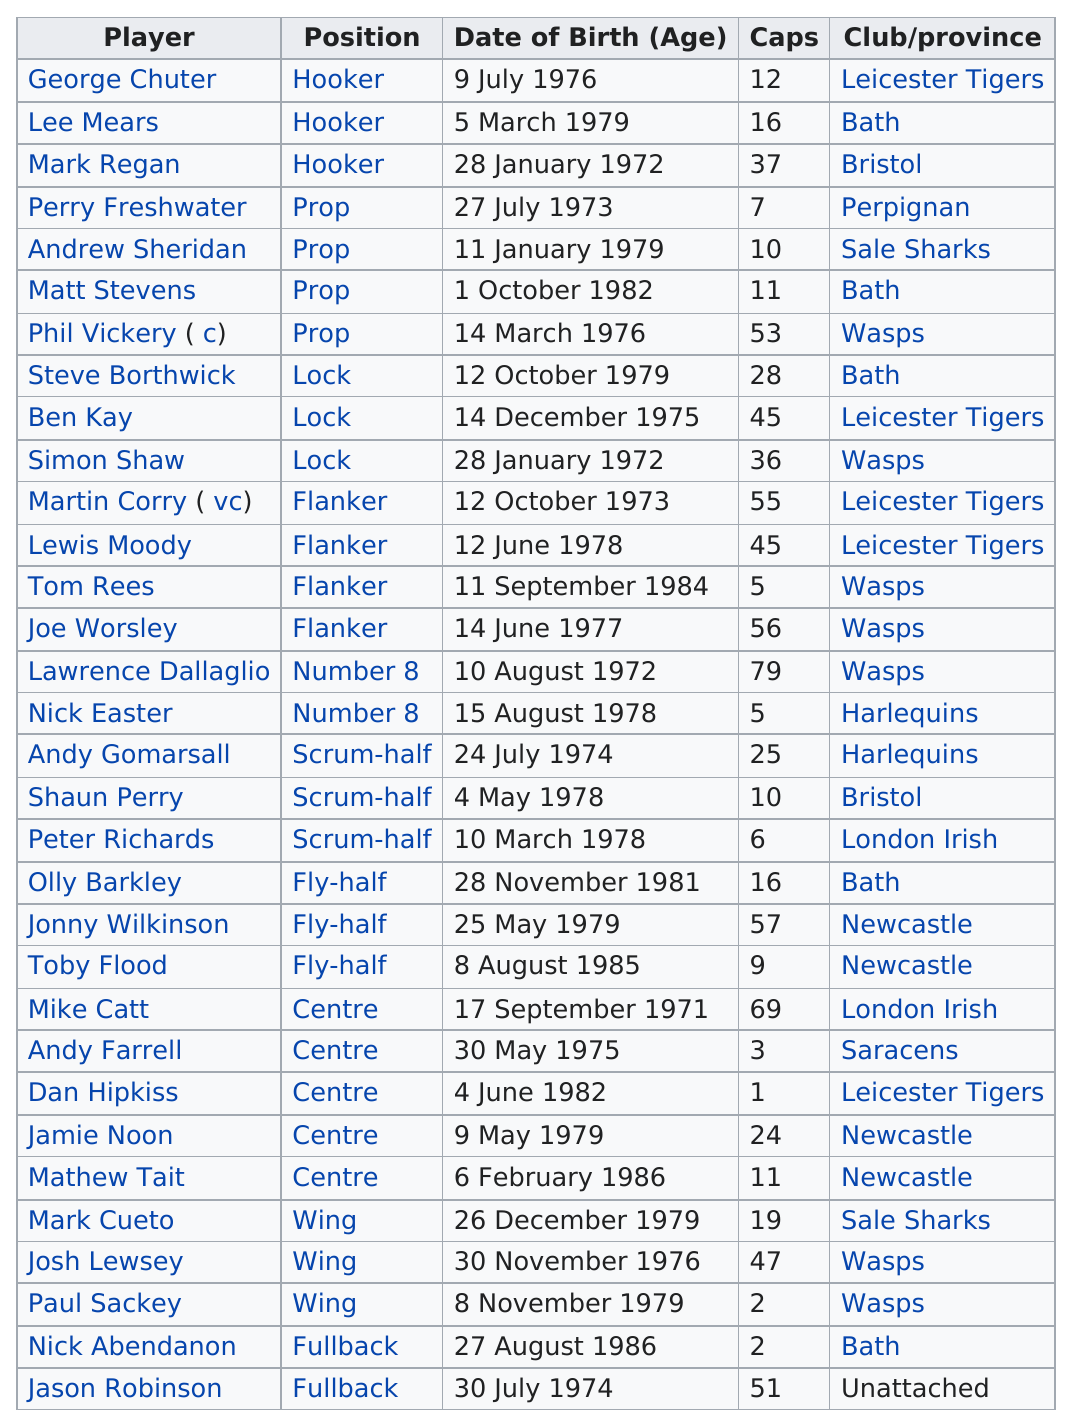 Player Position Date of Birth (Age) Caps Club/province
George Chuter Hooker 9 July 1976 12 Leicester Tigers
Lee Mears Hooker 5 March 1979 16 Bath
Mark Regan Hooker 28 January 1972 37 Bristol
Perry Freshwater Prop 27 July 1973 7 Perpignan
Andrew Sheridan Prop 11 January 1979 10 Sale Sharks
Matt Stevens Prop 1 October 1982 11 Bath
Phil Vickery ( c) Prop 14 March 1976 53 Wasps
Steve Borthwick Lock 12 October 1979 28 Bath
Ben Kay Lock 14 December 1975 45 Leicester Tigers
Simon Shaw Lock 28 January 1972 36 Wasps
Martin Corry ( vc) Flanker 12 October 1973 55 Leicester Tigers
Lewis Moody Flanker 12 June 1978 45 Leicester Tigers
Tom Rees Flanker 11 September 1984 5 Wasps
Joe Worsley Flanker 14 June 1977 56 Wasps
Lawrence Dallaglio Number 8 10 August 1972 79 Wasps
Nick Easter Number 8 15 August 1978 5 Harlequins
Andy Gomarsall Scrum-half 24 July 1974 25 Harlequins
Shaun Perry Scrum-half 4 May 1978 10 Bristol
Peter Richards Scrum-half 10 March 1978 6 London Irish
Olly Barkley Fly-half 28 November 1981 16 Bath
Jonny Wilkinson Fly-half 25 May 1979 57 Newcastle
Toby Flood Fly-half 8 August 1985 9 Newcastle
Mike Catt Centre 17 September 1971 69 London Irish
Andy Farrell Centre 30 May 1975 3 Saracens
Dan Hipkiss Centre 4 June 1982 1 Leicester Tigers
Jamie Noon Centre 9 May 1979 24 Newcastle
Mathew Tait Centre 6 February 1986 11 Newcastle
Mark Cueto Wing 26 December 1979 19 Sale Sharks
Josh Lewsey Wing 30 November 1976 47 Wasps
Paul Sackey Wing 8 November 1979 2 Wasps
Nick Abendanon Fullback 27 August 1986 2 Bath
Jason Robinson Fullback 30 July 1974 51 Unattached